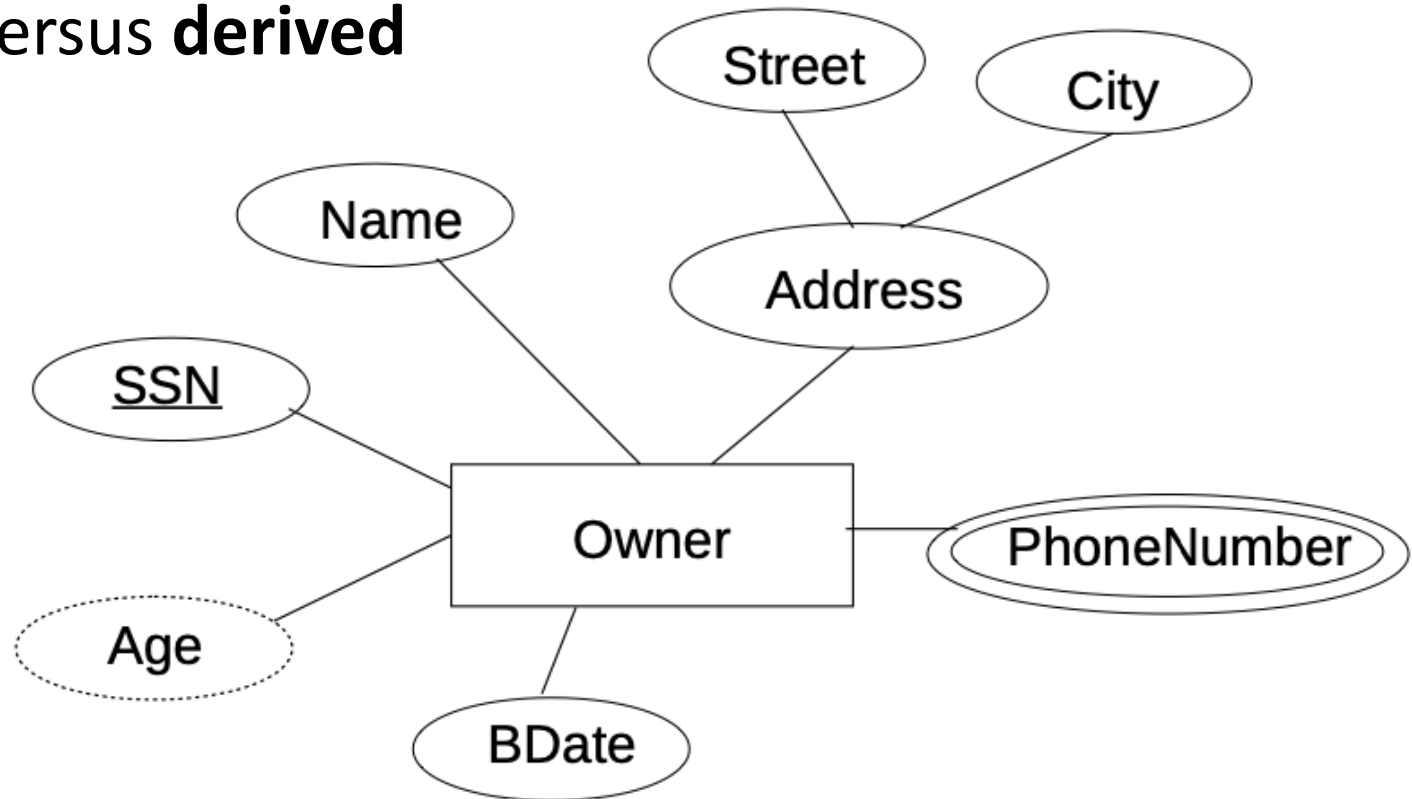 ersus derived
Street
City
Name
Address
SSN
Owner
PhoneNumber
Age
BDate